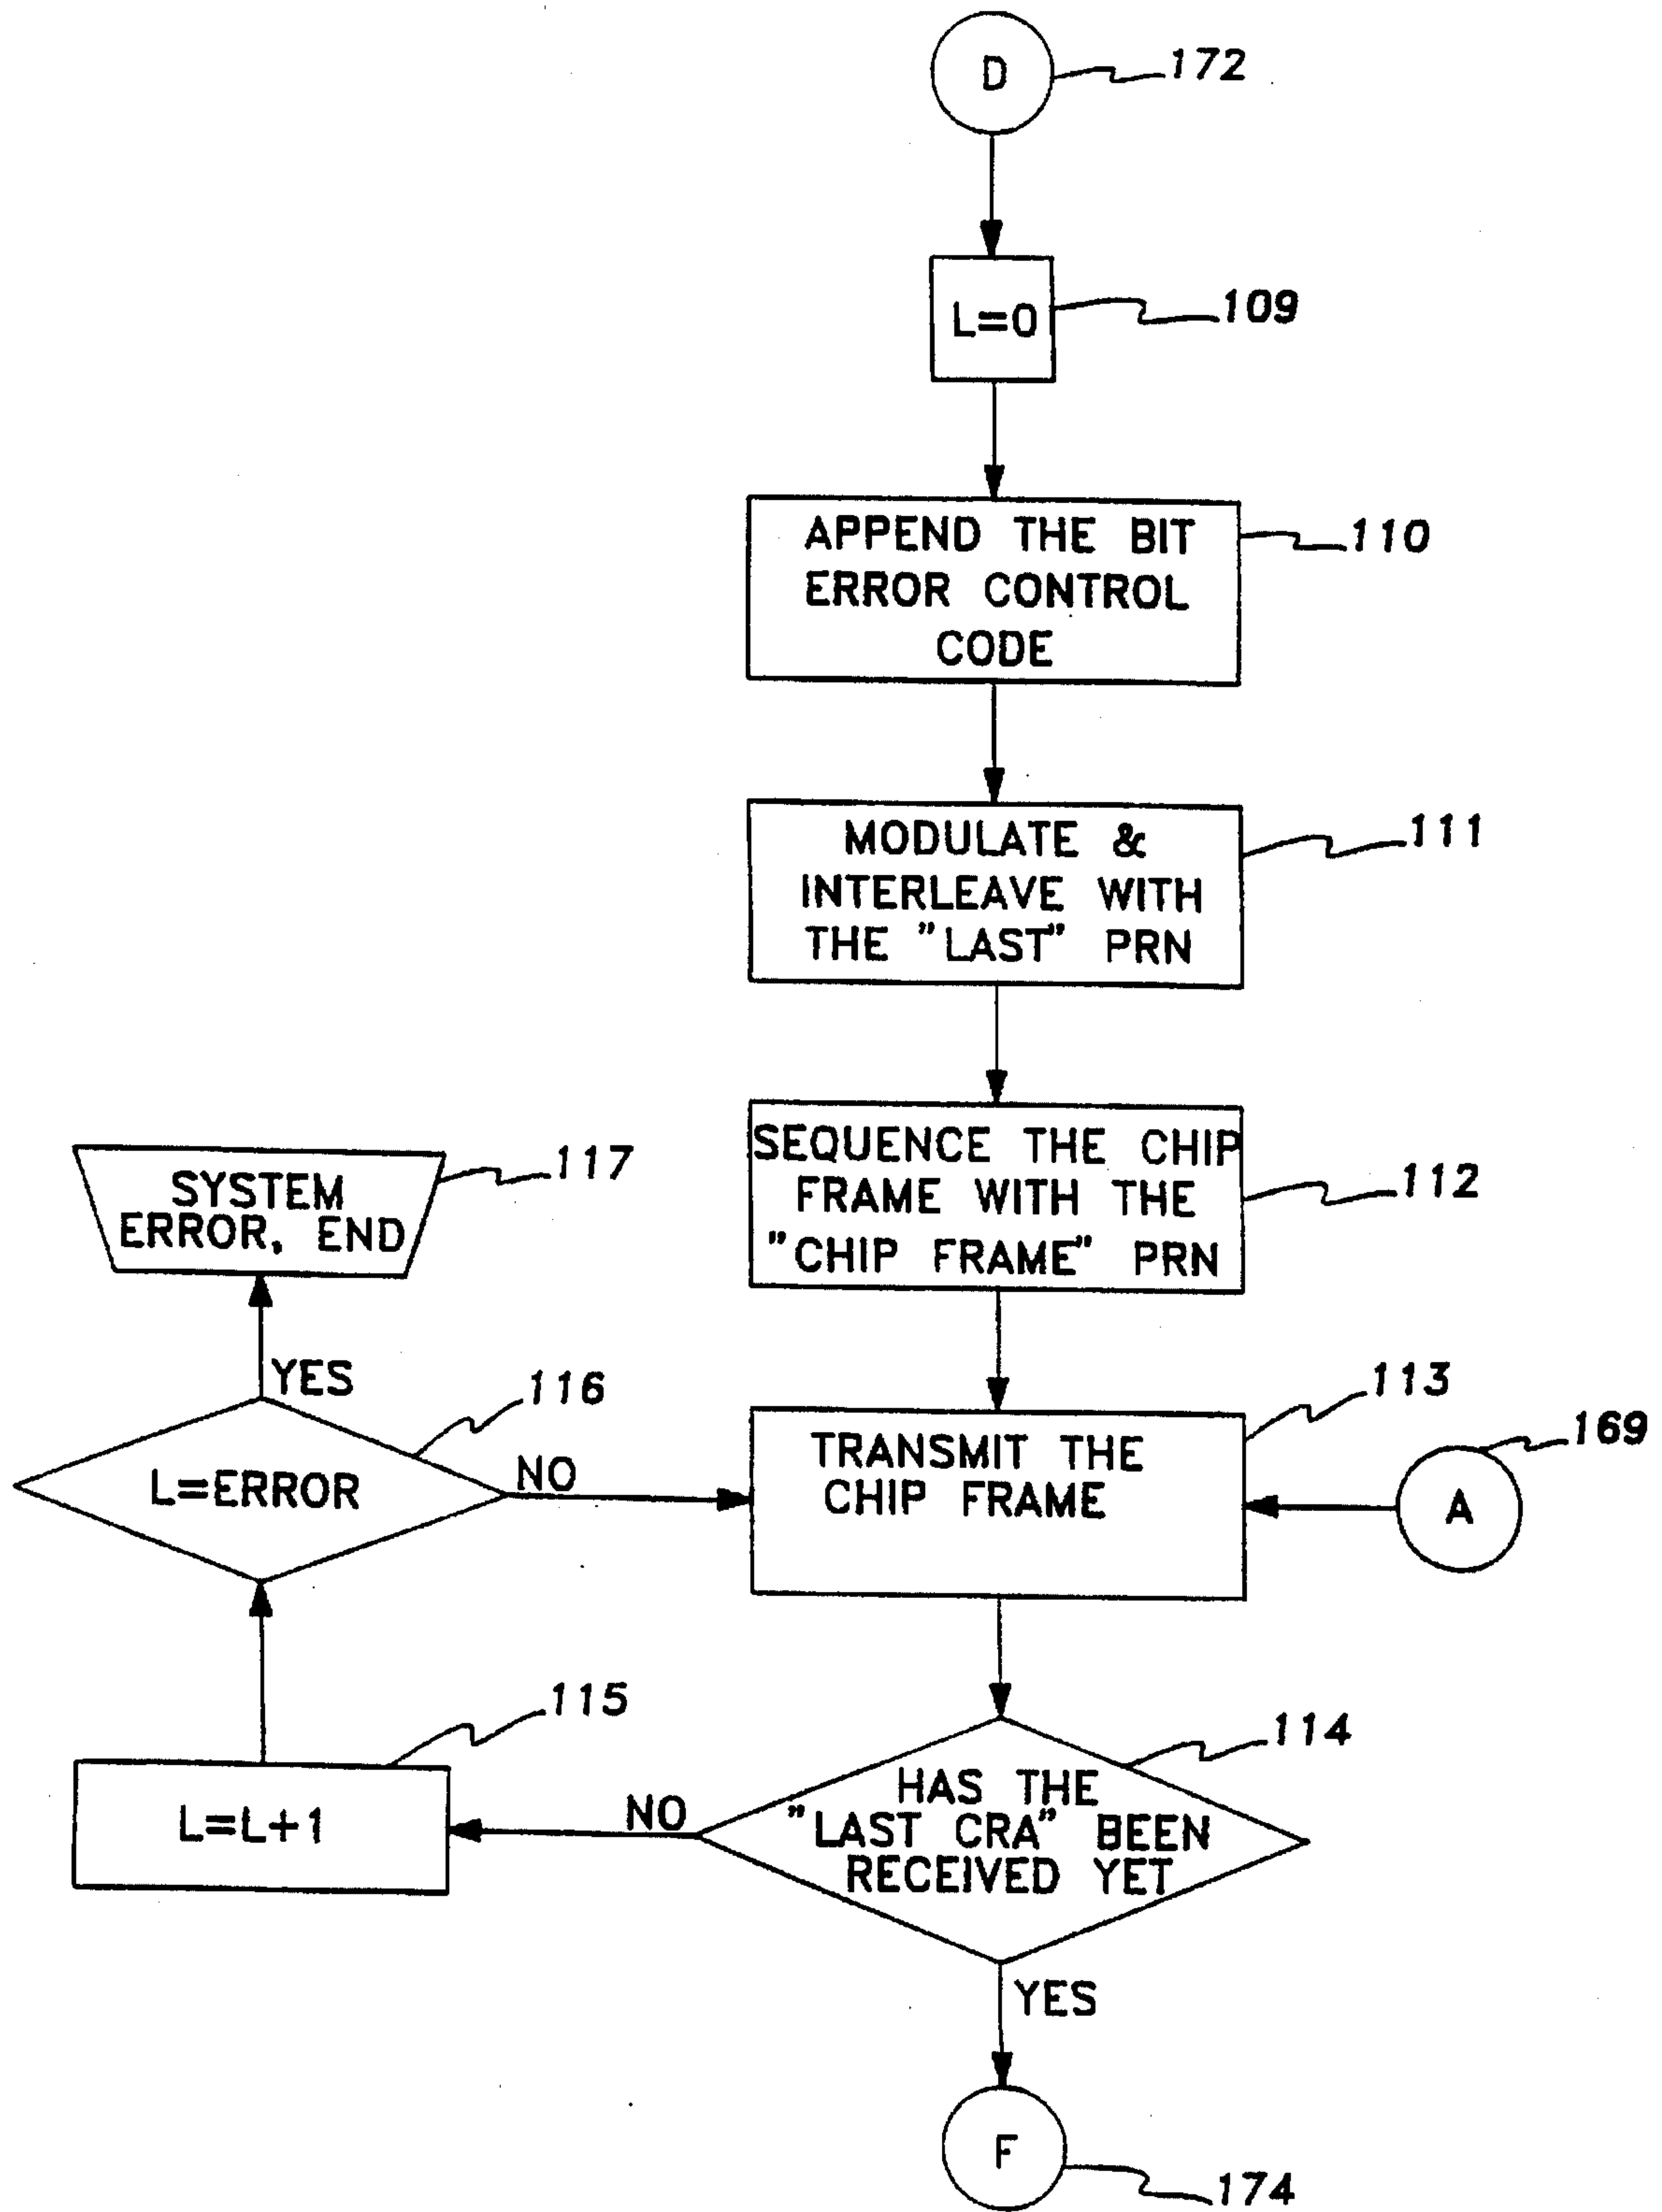 D
172
L=0
109
APPEND THE BIT
ERROR CONTROL
CODE
110
MODULATE &
INTERLEAVE WITH
THE "LAST" PRN
111
SEQUENCE THE CHIP
FRAME WITH THE
"CHIP FRAME" PRN
112
SYSTEM
ERROR, END
117
YES
116
L=ERROR
NO
TRANSMIT THE
CHIP FRAME
113
A
169
HAS THE
"LAST CRA" BEEN
RECEIVED YET
114
NO
L=L+1
115
YES
F
174